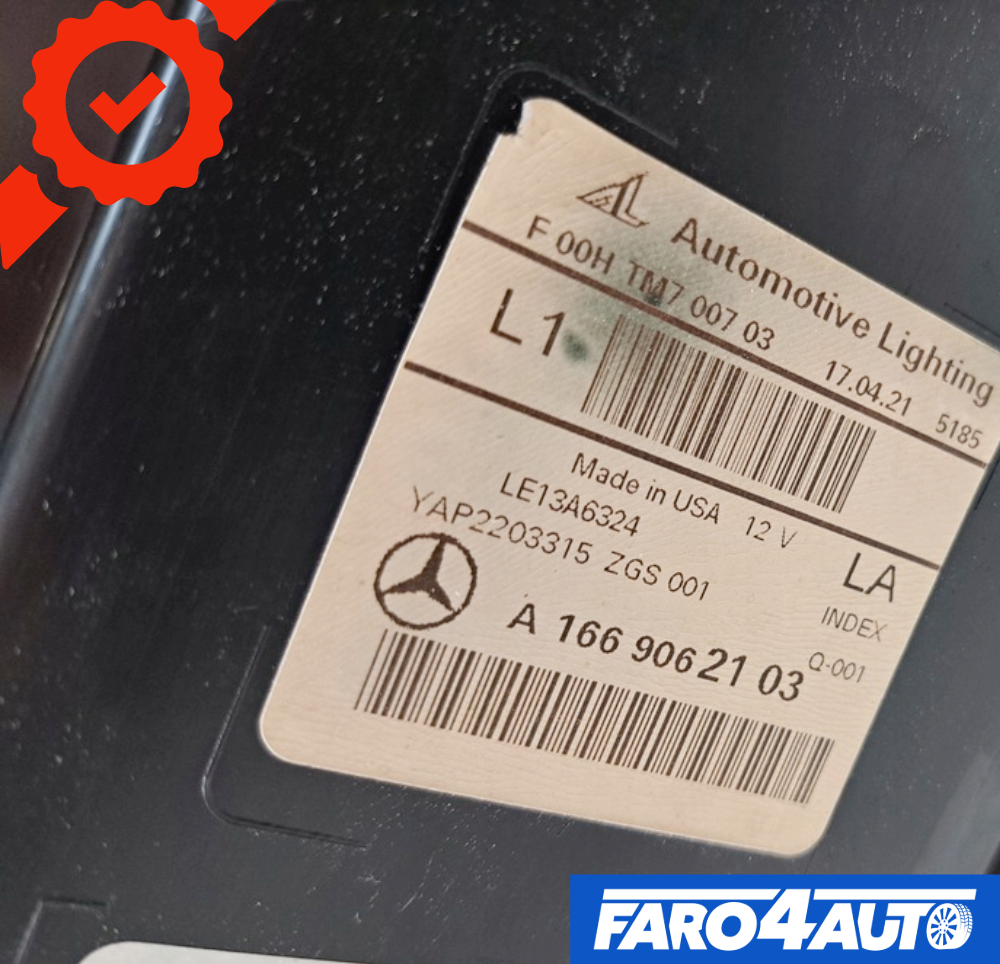 AL Automotive Lighting
F 00H TM7 007 03 17.04.21 5185
L1
Made in USA 12 V
LE13A6324
YAP2203315 ZGS 001
LA
INDEX
A 166 906 21 03 Q-001
FARO4AUTO